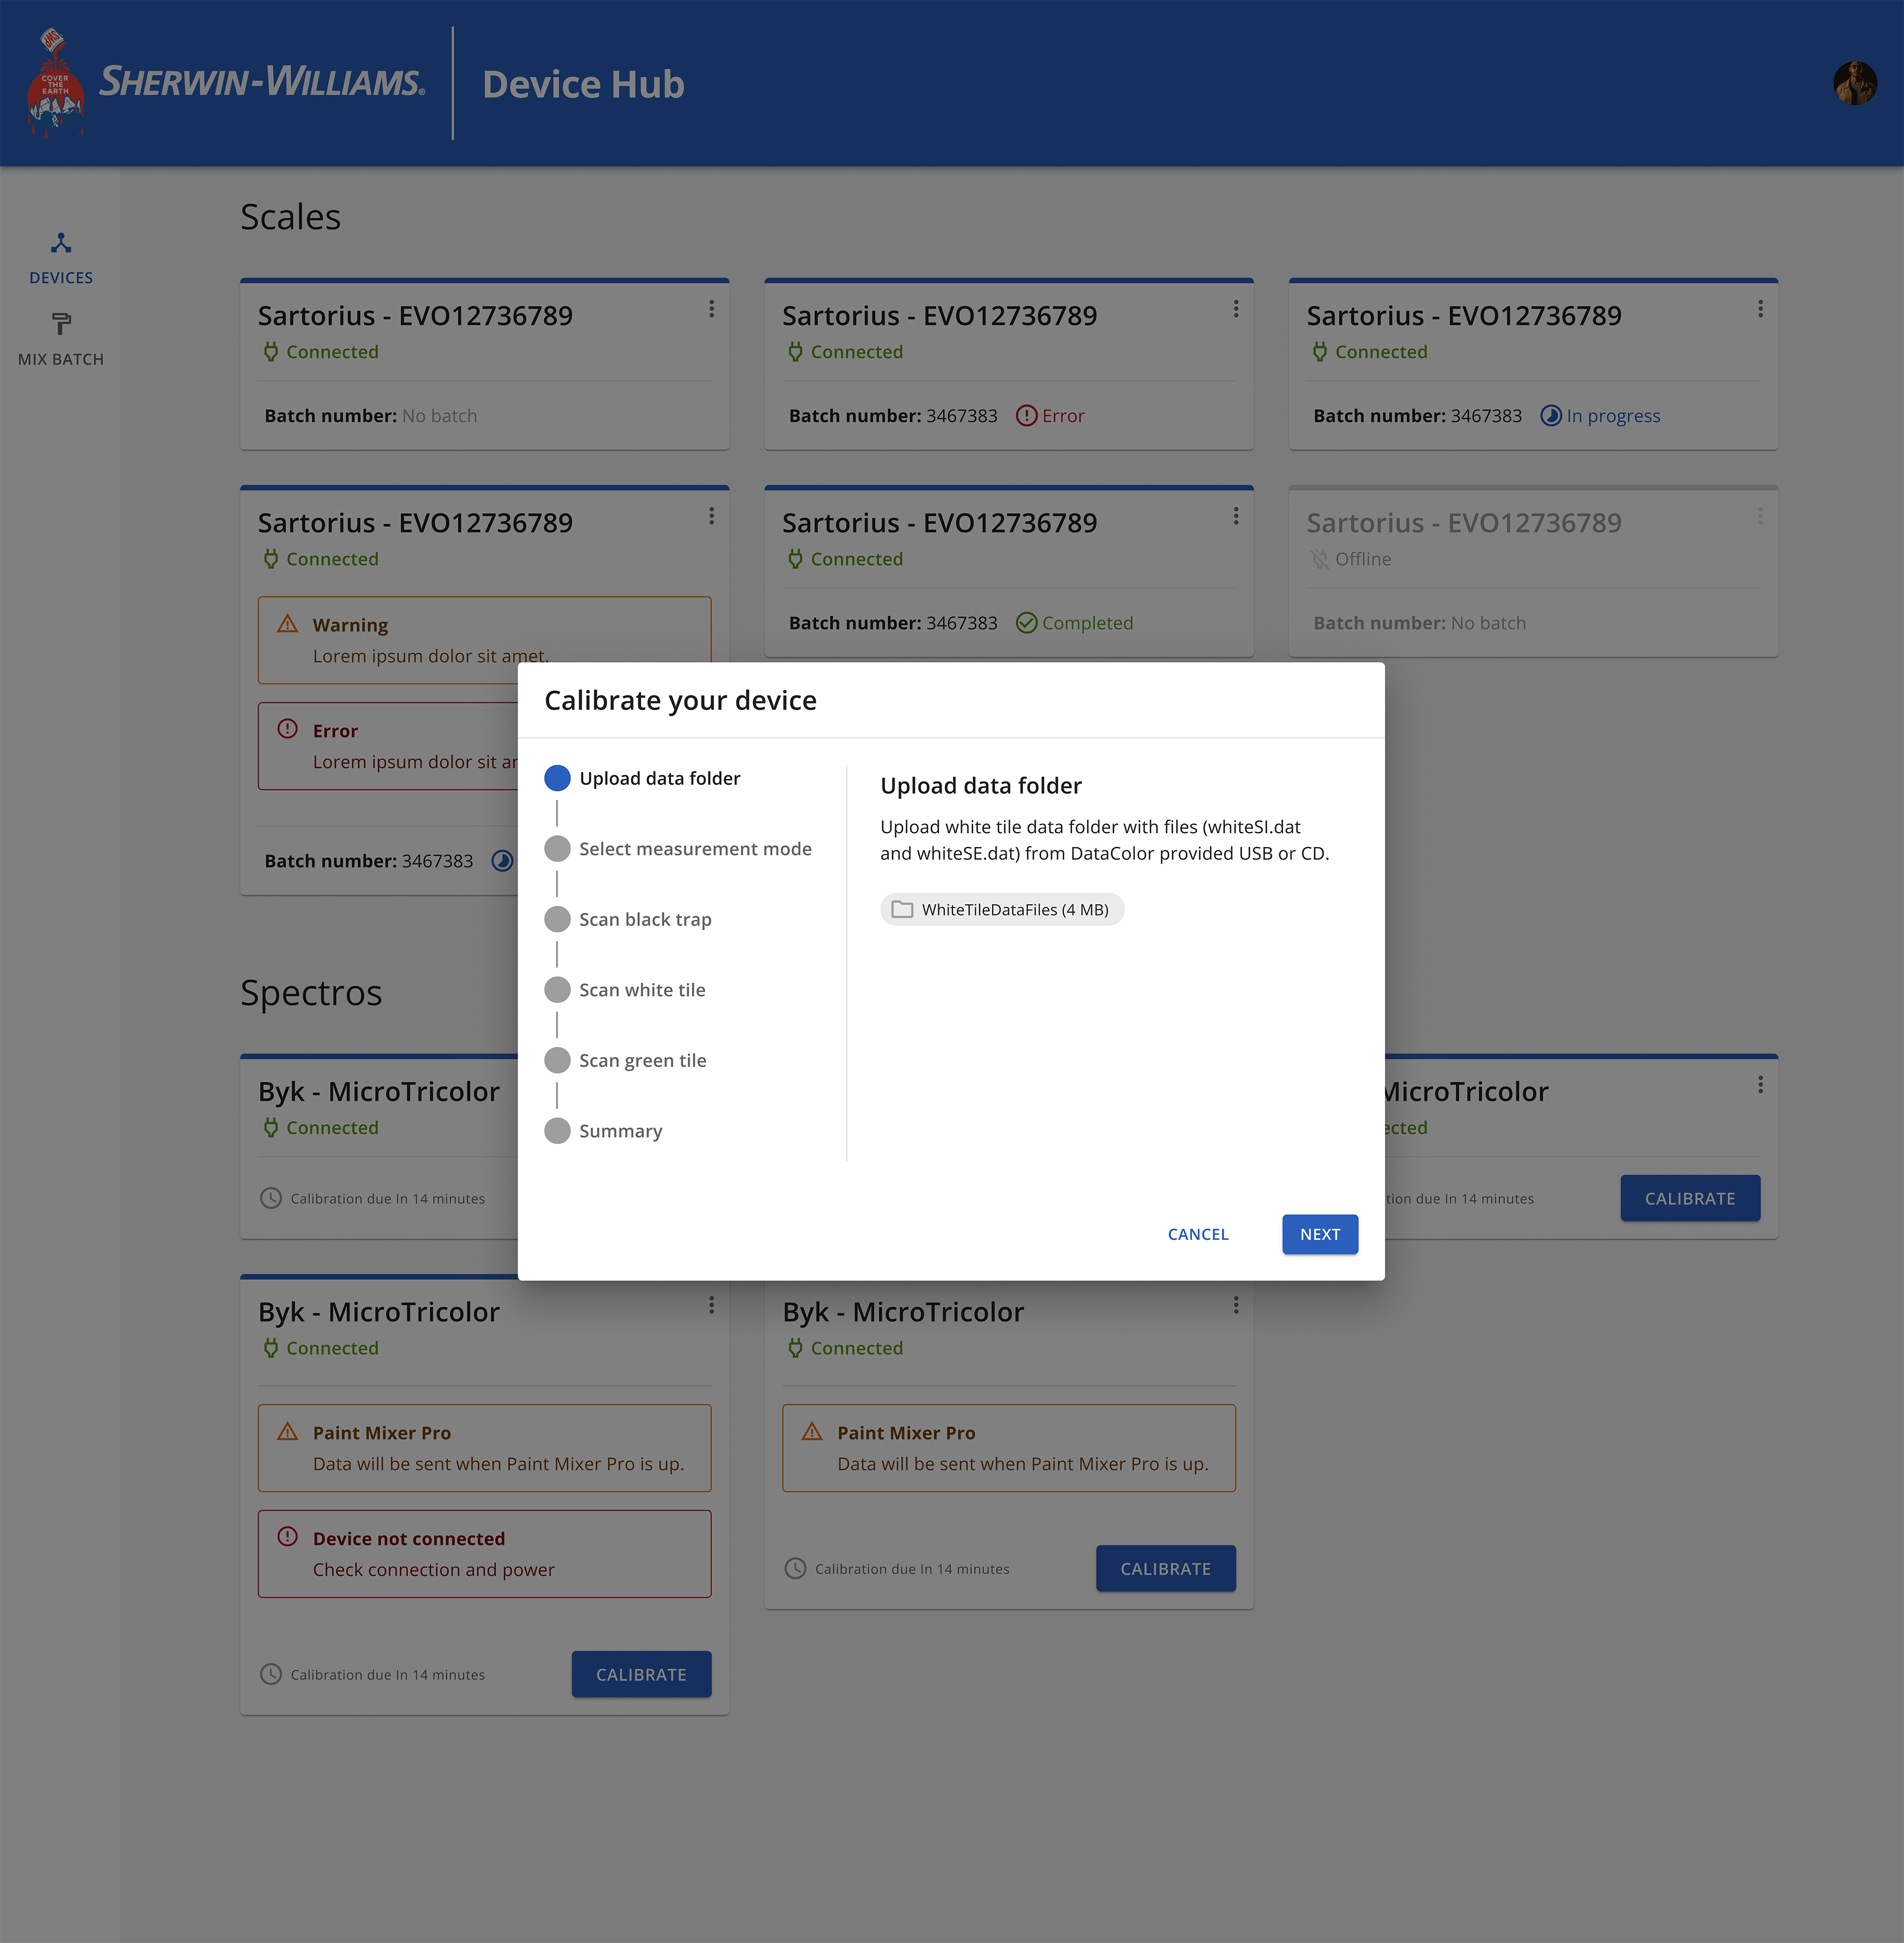 COVER
THE
EARTH
SHERWIN-WILLIAMS®
Device Hub
DEVICES
MIX BATCH
Scales
Sartorius - EVO12736789
Connected
Batch number: No batch
Sartorius - EVO12736789
Connected
Batch number: 3467383 Error
Sartorius - EVO12736789
Connected
Batch number: 3467383 In progress
Sartorius - EVO12736789
Connected
Warning
Lorem ipsum dolor sit amet.
Error
Lorem ipsum dolor sit
Batch number: 3467383
Sartorius - EVO12736789
Connected
Batch number: 3467383 Completed
Sartorius - EVO12736789
Offline
Batch number: No batch
Calibrate your device
Upload data folder
Select measurement mode
Scan black trap
Scan white tile
Scan green tile
Summary
Upload data folder
Upload white tile data folder with files (whiteSI.dat
and whiteSE.dat) from DataColor provided USB or CD.
WhiteTileDataFiles (4 MB)
CANCEL
NEXT
Spectros
Byk - MicroTricolor
Connected
Calibration due In 14 minutes
MicroTricolor
ected
tion due In 14 minutes
CALIBRATE
Byk - MicroTricolor
Connected
Paint Mixer Pro
Data will be sent when Paint Mixer Pro is up.
Device not connected
Check connection and power
Calibration due In 14 minutes
CALIBRATE
Byk - MicroTricolor
Connected
Paint Mixer Pro
Data will be sent when Paint Mixer Pro is up.
Calibration due In 14 minutes
CALIBRATE